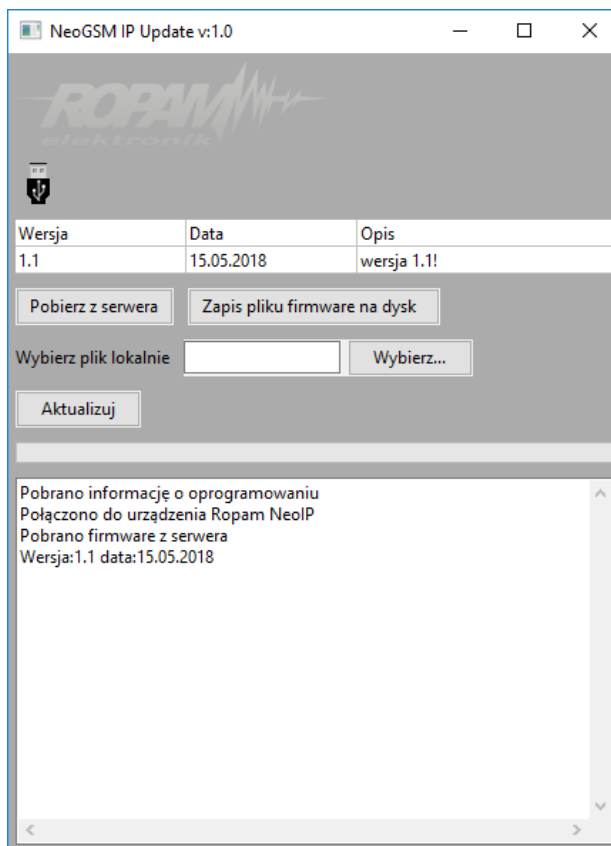 NeoGSM IP Update v:1.0
ROPAM
elektronik
Wersja Data Opis
1.1 15.05.2018 wersja 1.1!
Pobierz z serwera Zapis pliku firmware na dysk
Wybierz plik lokalnie Wybierz...
Aktualizuj
Pobrano informację o oprogramowaniu
Połączono do urządzenia Ropam NeoIP
Pobrano firmware z serwera
Wersja:1.1 data:15.05.2018